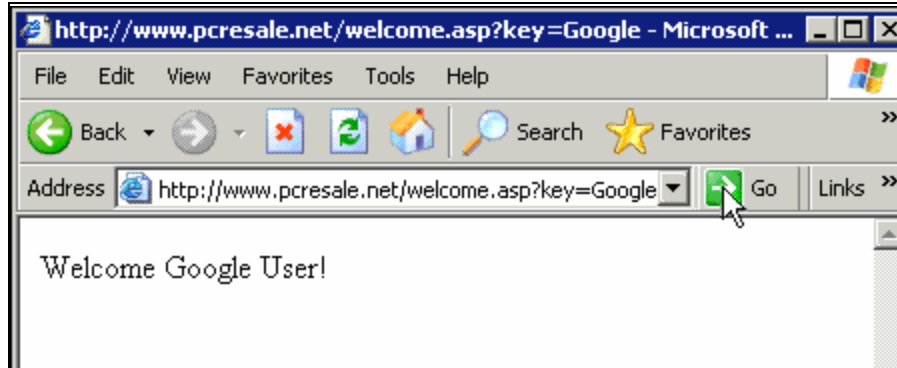 http://www.pcresale.net/welcome.asp?key=Google - Microsoft ...
File Edit View Favorites Tools Help
Back Search Favorites »
Address http://www.pcresale.net/welcome.asp?key=Google Go Links »
Welcome Google User!